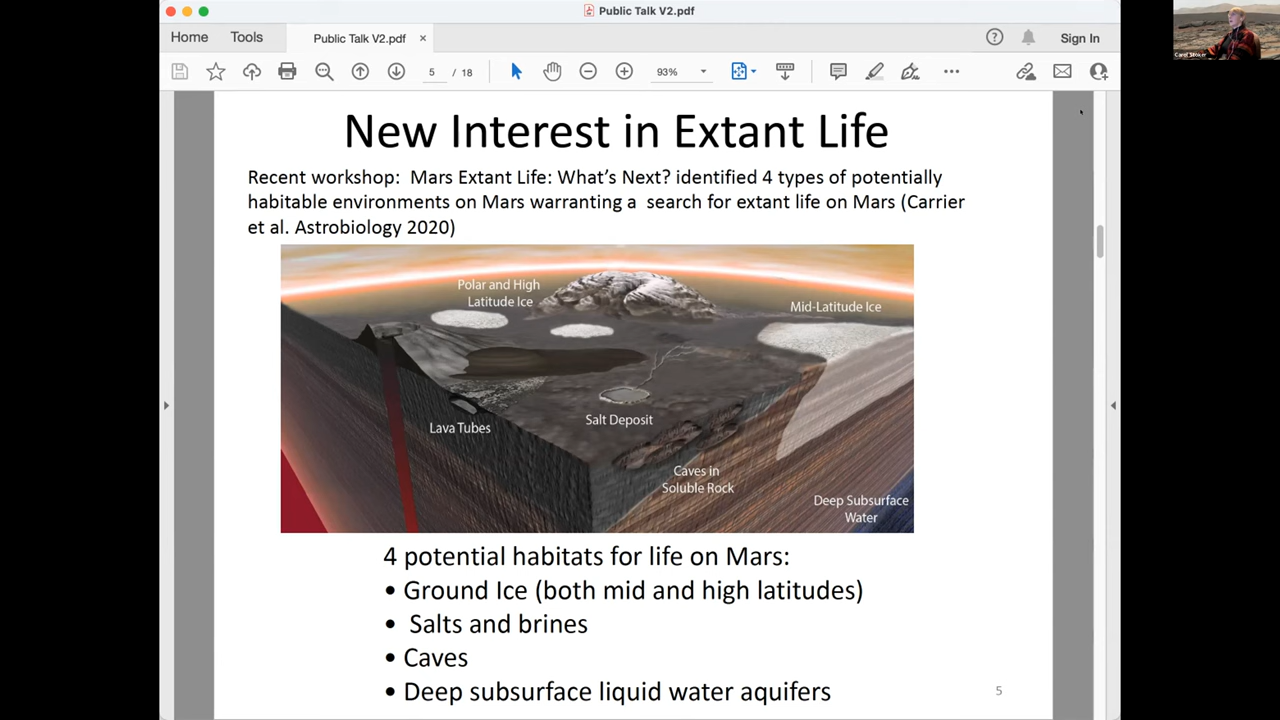 Public Talk V2.pdf
Home
Tools
Public Talk V2.pdf
Sign In
5 / 18
93%
New Interest in Extant Life
Recent workshop: Mars Extant Life: What’s Next? identified 4 types of potentially
habitable environments on Mars warranting a search for extant life on Mars (Carrier
et al. Astrobiology 2020)
Polar and High
Latitude Ice
Mid-Latitude Ice
Lava Tubes
Salt Deposit
Caves in
Soluble Rock
Deep Subsurface
Water
4 potential habitats for life on Mars:
• Ground Ice (both mid and high latitudes)
• Salts and brines
• Caves
• Deep subsurface liquid water aquifers
5